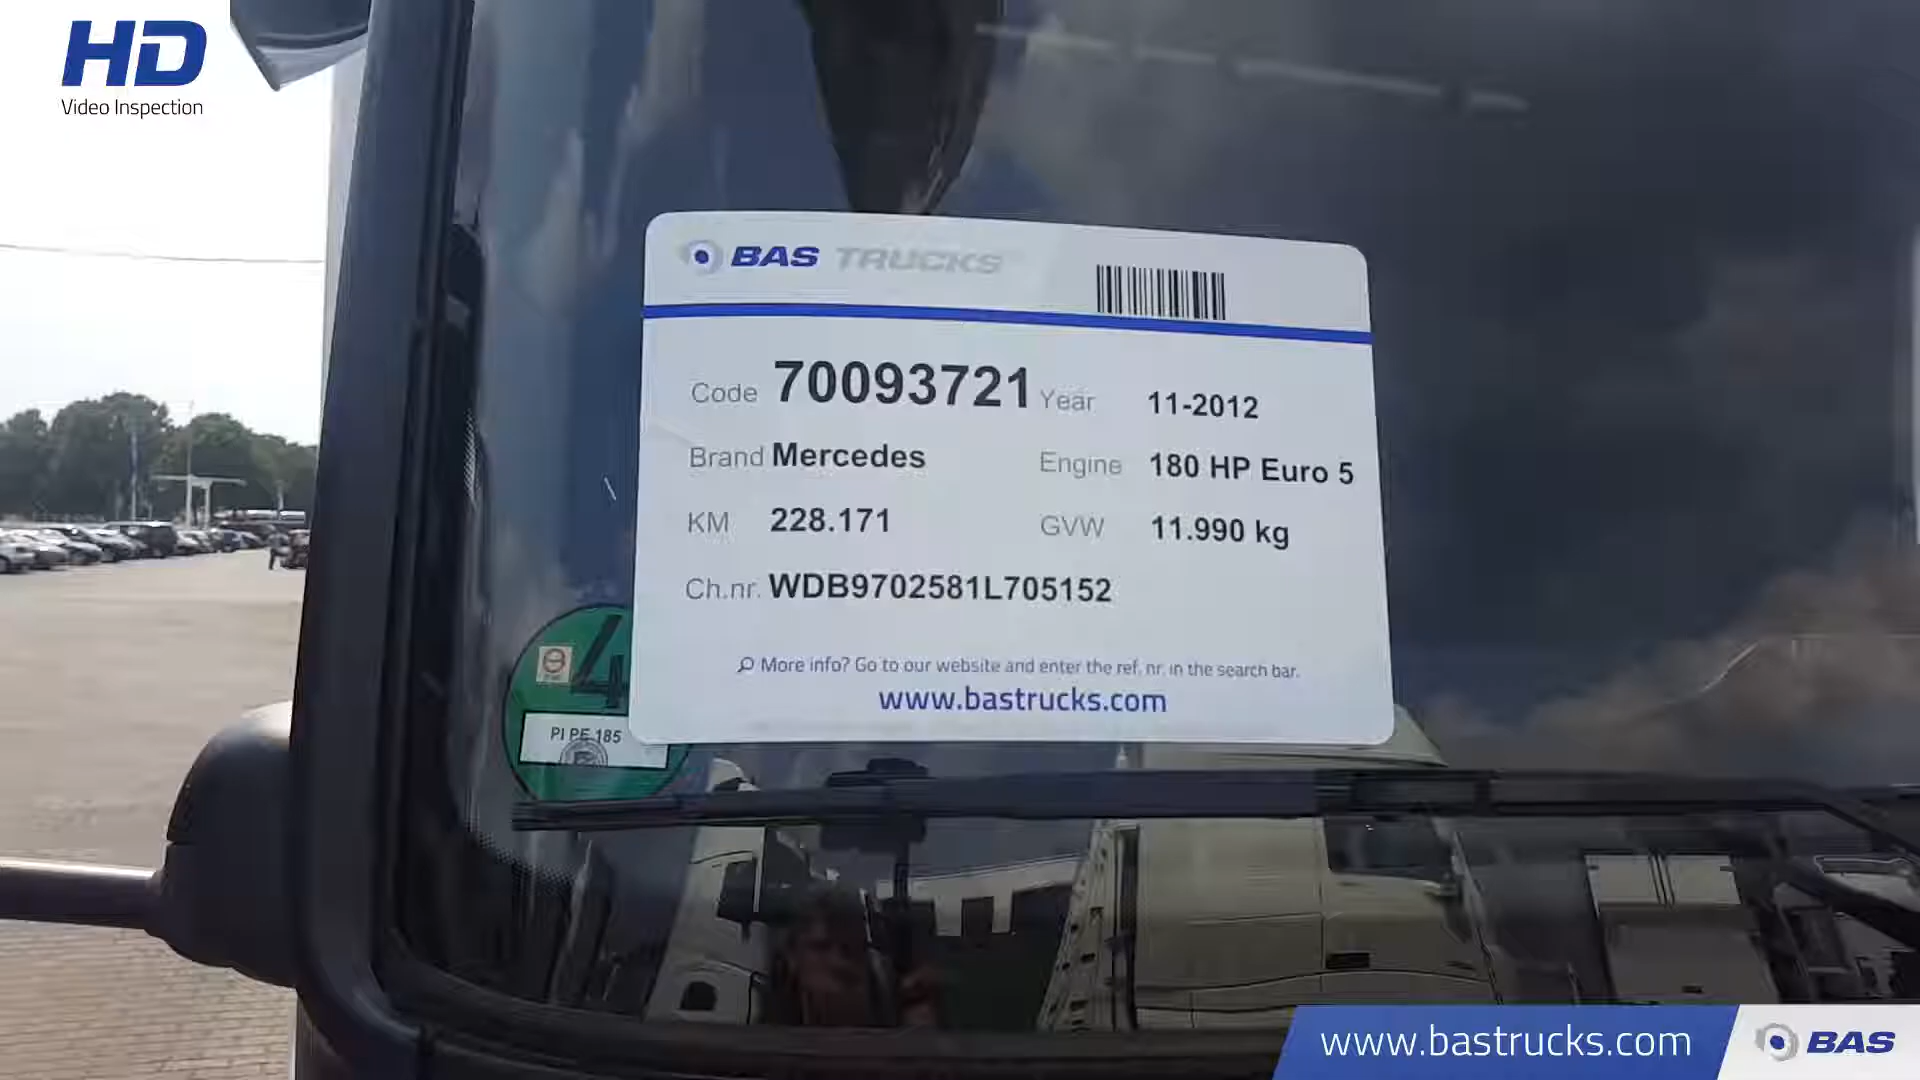 HD
Video Inspection
BAS TRUCKS
Code 70093721 Year 11-2012
Brand Mercedes Engine 180 HP Euro 5
KM 228.171 GVW 11.990 kg
Ch.nr. WDB9702581L705152
More info? Go to our website and enter the ref. nr. in the search bar.
www.bastrucks.com
4
PI PE 185
www.bastrucks.com BAS